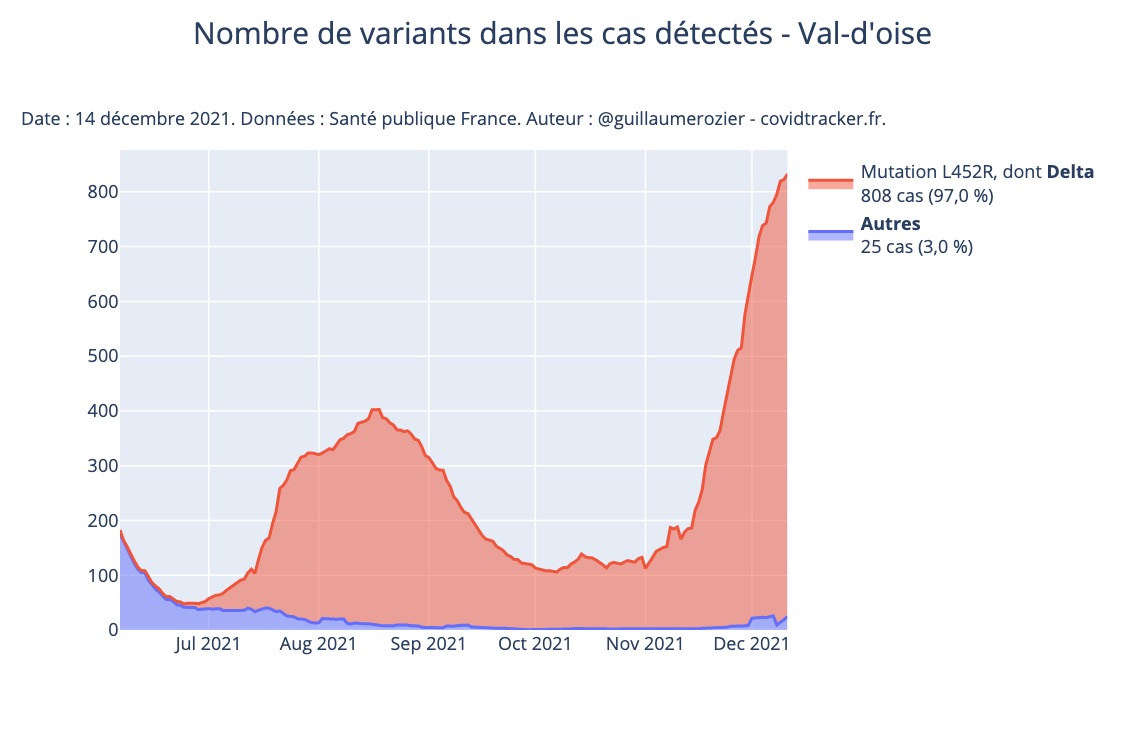 Nombre de variants dans les cas détectés - Val-d'oise
Date : 14 décembre 2021. Données : Santé publique France. Auteur : @guillaumerozier - covidtracker.fr.
Mutation L452R, dont Delta
808 cas (97,0 %)
Autres
25 cas (3,0 %)
800
700
600
500
400
300
200
100
0
Jul 2021
Aug 2021
Sep 2021
Oct 2021
Nov 2021
Dec 2021